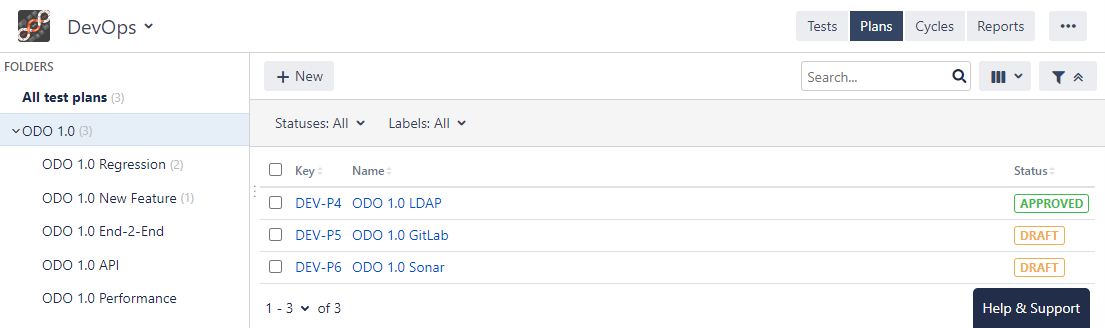 DevOps
Tests Plans Cycles Reports
FOLDERS
All test plans (3)
ODO 1.0 (3)
ODO 1.0 Regression (2)
ODO 1.0 New Feature (1)
ODO 1.0 End-2-End
ODO 1.0 API
ODO 1.0 Performance
+ New
Search...
Statuses: All Labels: All
Key Name Status
DEV-P4 ODO 1.0 LDAP APPROVED
DEV-P5 ODO 1.0 GitLab DRAFT
DEV-P6 ODO 1.0 Sonar DRAFT
1 - 3 of 3
Help & Support